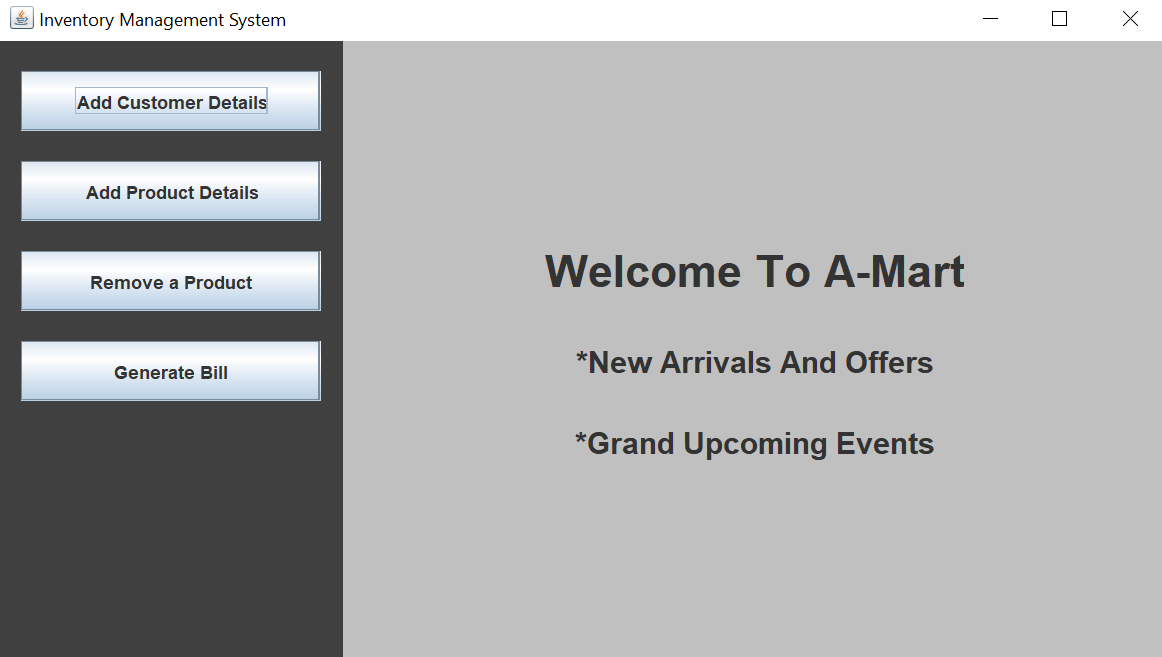 Inventory Management System
Add Customer Details
Add Product Details
Remove a Product
Generate Bill
Welcome To A-Mart
*New Arrivals And Offers
*Grand Upcoming Events